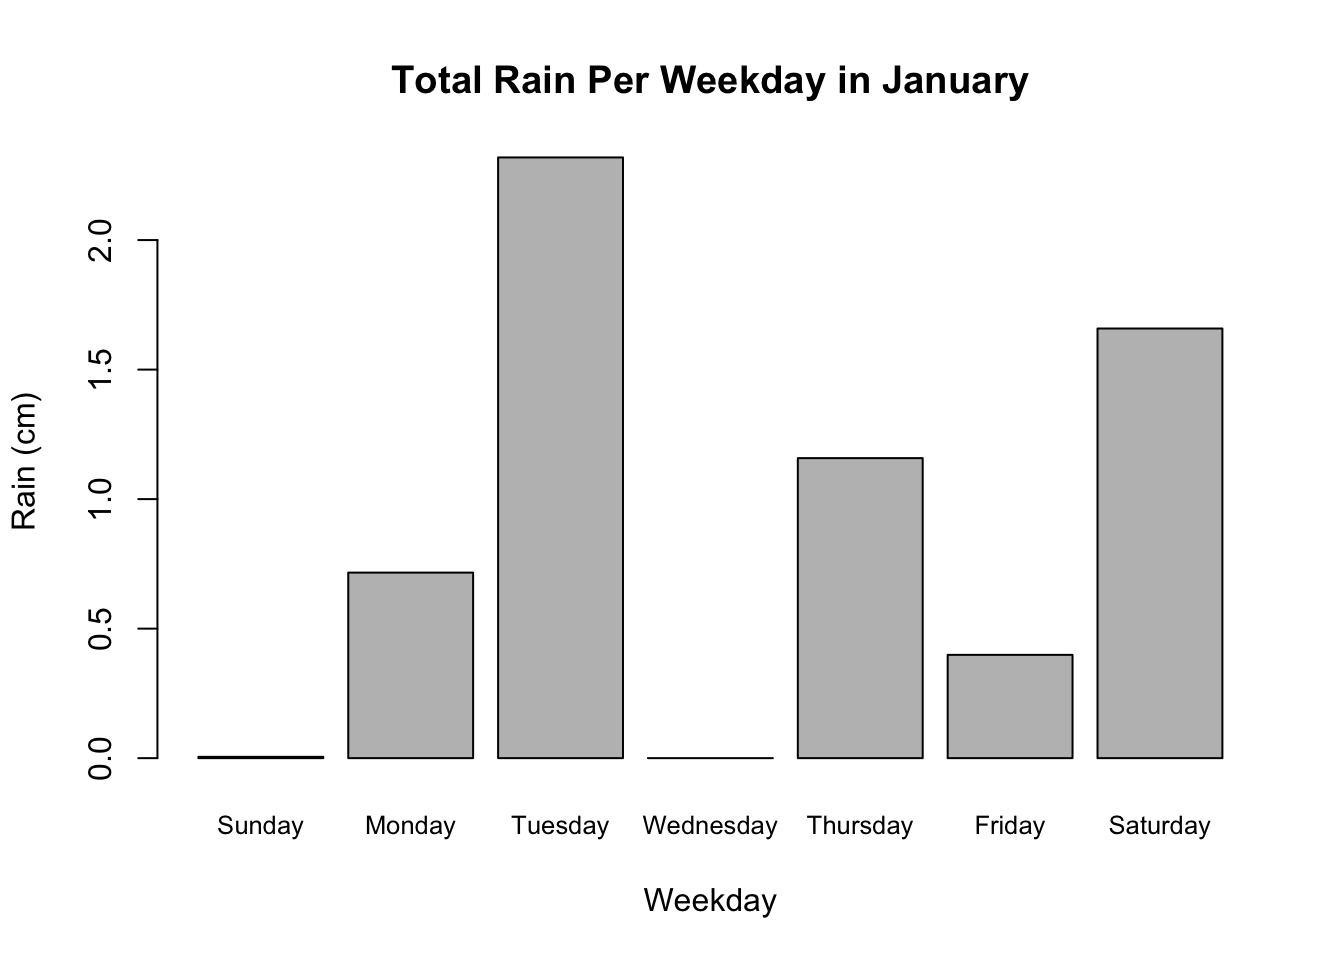 Total Rain Per Weekday in January
Rain (cm)
2.0
1.5
1.0
0.5
0.0
Sunday Monday Tuesday Wednesday Thursday Friday Saturday
Weekday